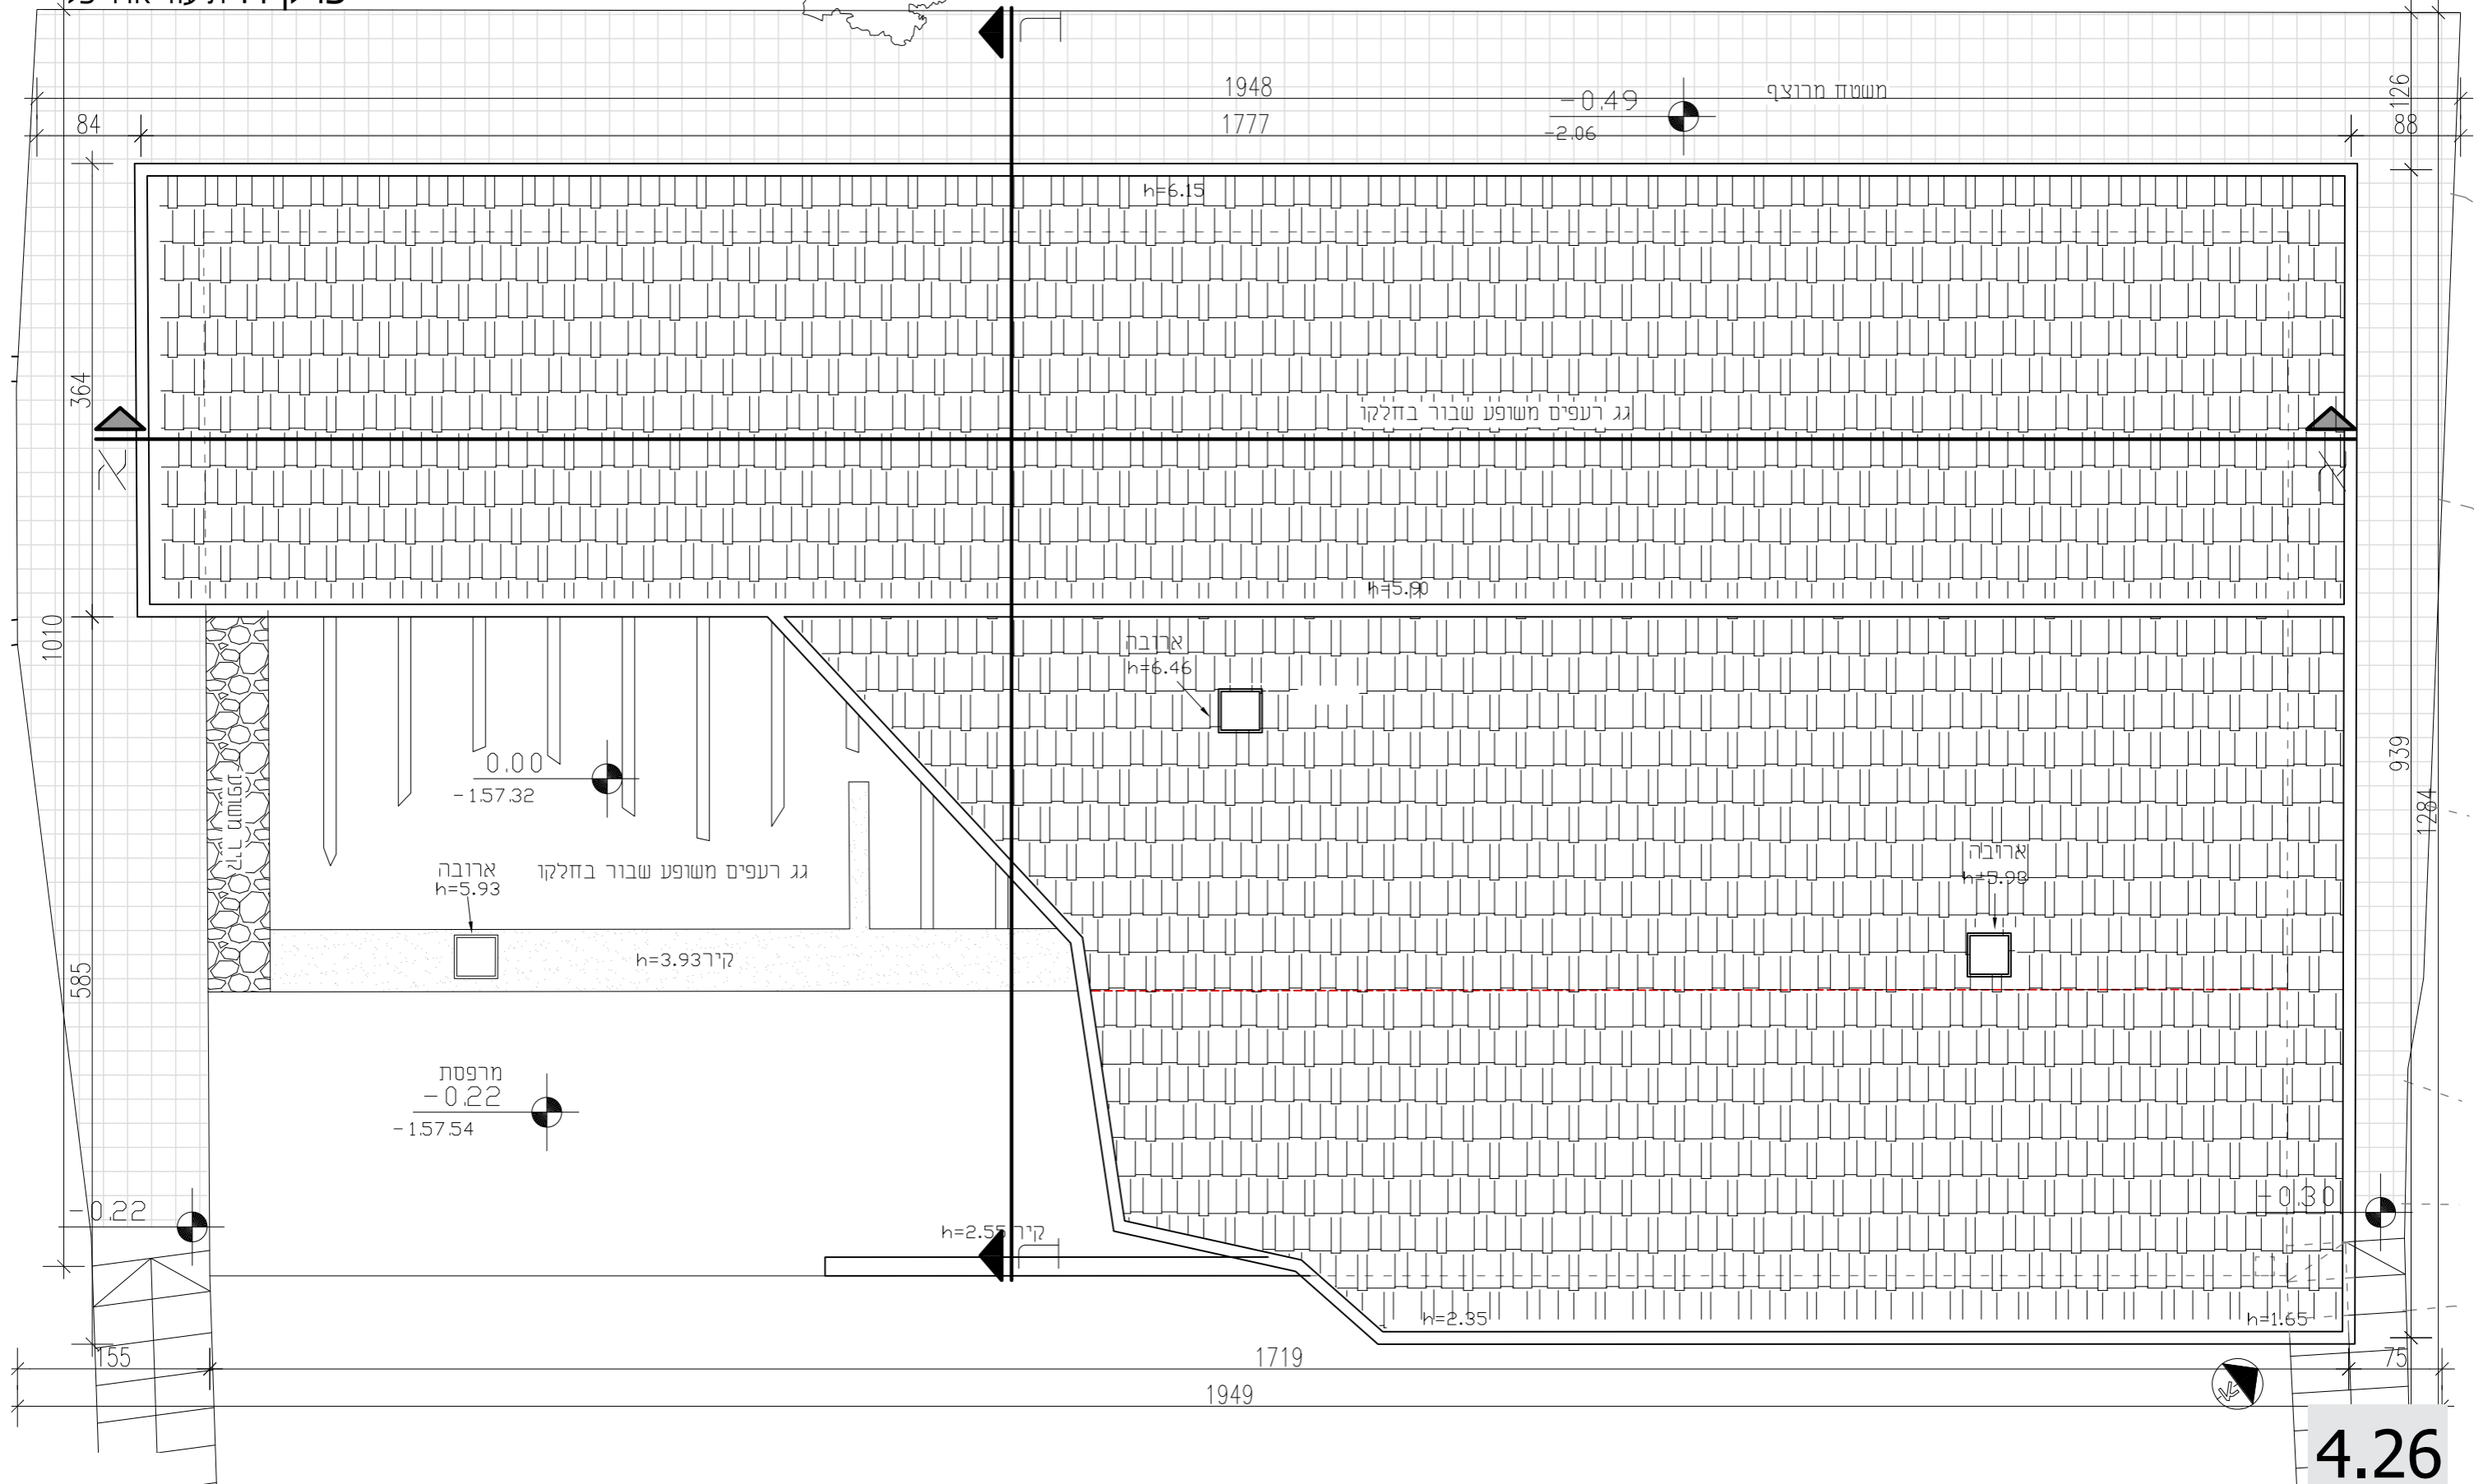 1948
משטח מרוצף
-0.49
-2.06
126
84
1777
88
h=6.15
364
גג רעפים משופע שבור בחלקו
א
א
h=5.90
1010
ארובה
h=6.46
0.00
-157.32
939
1284
קיר משותף
ארובה
h=5.93
גג רעפים משופע שבור בחלקו
ארובה
h=5.93
קיר h=3.93
585
מרפסת
-0.22
-157.54
-0.22
-0.30
קיר h=2.55
h=2.35
h=1.65
155
1719
75
1949
4.26